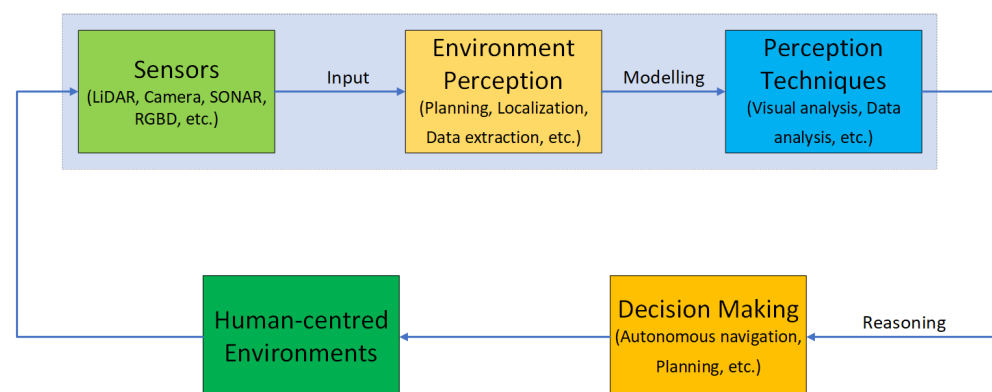 Sensors
(LiDAR, Camera, SONAR,
RGBD, etc.)
Input
Environment
Perception
(Planning, Localization,
Data extraction, etc.)
Modelling
Perception
Techniques
(Visual analysis, Data
analysis, etc.)
Human-centred
Environments
Decision Making
(Autonomous navigation,
Planning, etc.)
Reasoning